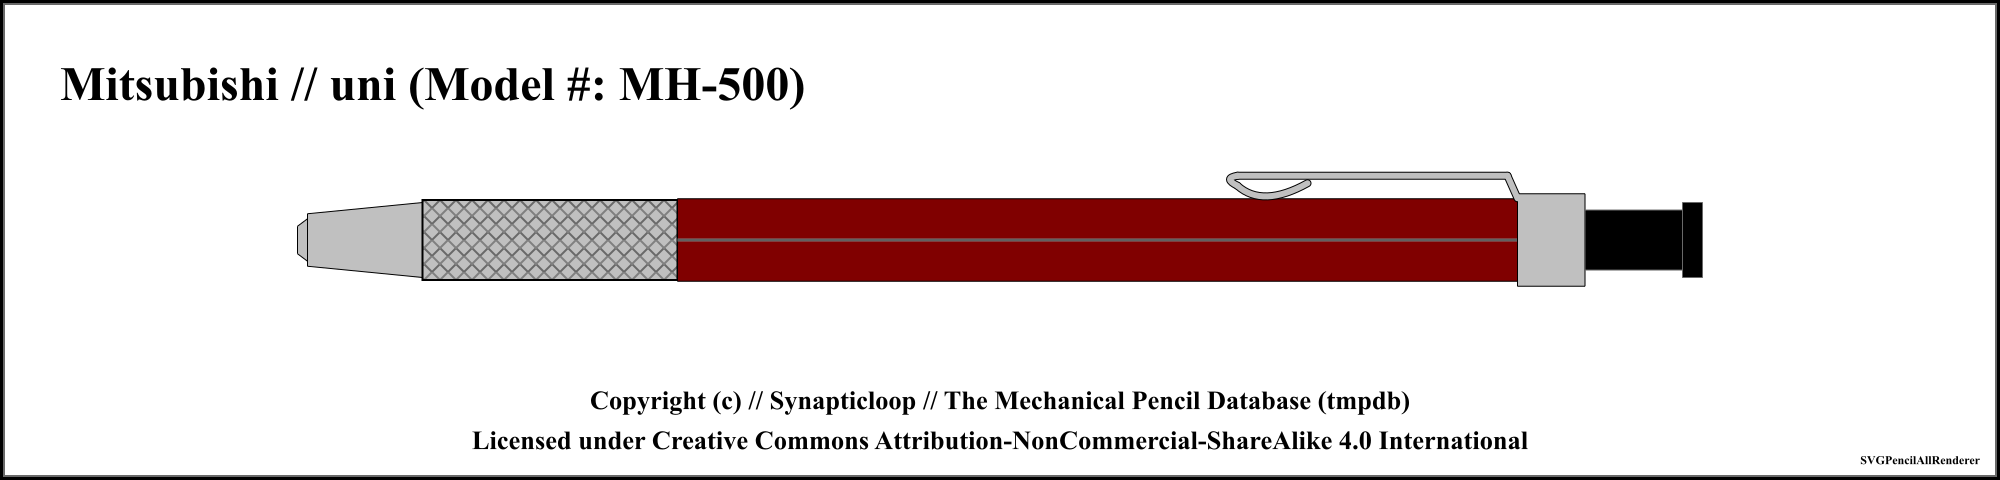 Mitsubishi // uni (Model #: MH-500)
Copyright (c) // Synapticloop // The Mechanical Pencil Database (tmpdb)
Licensed under Creative Commons Attribution-NonCommercial-ShareAlike 4.0 International
SVGPencilAllRenderer